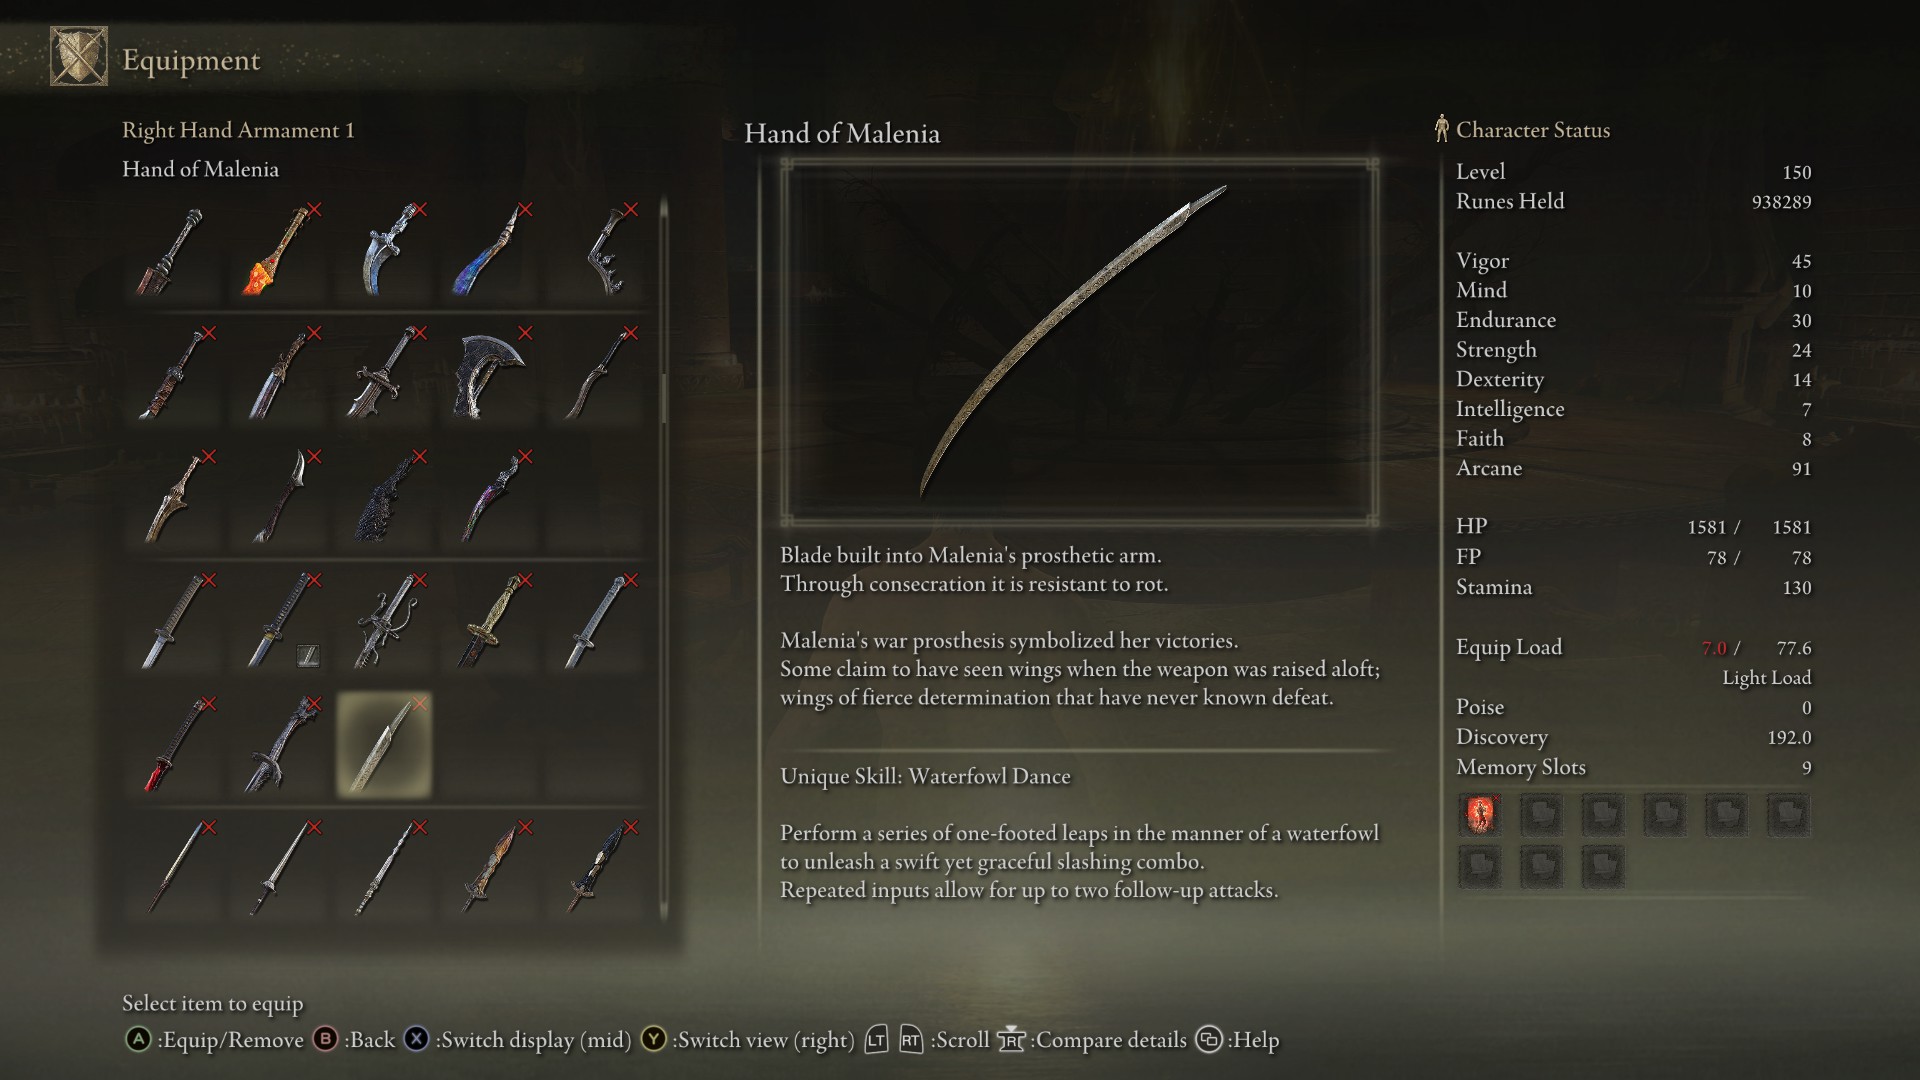 Equipment
Right Hand Armament 1
Hand of Malenia
Hand of Malenia
Blade built into Malenia's prosthetic arm.
Through consecration it is resistant to rot.
Malenia's war prosthesis symbolized her victories.
Some claim to have seen wings when the weapon was raised aloft;
wings of fierce determination that have never known defeat.
Unique Skill: Waterfowl Dance
Perform a series of one-footed leaps in the manner of a waterfowl
to unleash a swift yet graceful slashing combo.
Repeated inputs allow for up to two follow-up attacks.
Character Status
Level 150
Runes Held 938289
Vigor 45
Mind 10
Endurance 30
Strength 24
Dexterity 14
Intelligence 7
Faith 8
Arcane 91
HP 1581 / 1581
FP 78 / 78
Stamina 130
Equip Load 7.0 / 77.6
Light Load
Poise 0
Discovery 192.0
Memory Slots 9
Select item to equip
A :Equip/Remove B :Back X :Switch display (mid) Y :Switch view (right) LT RT :Scroll R :Compare details :Help